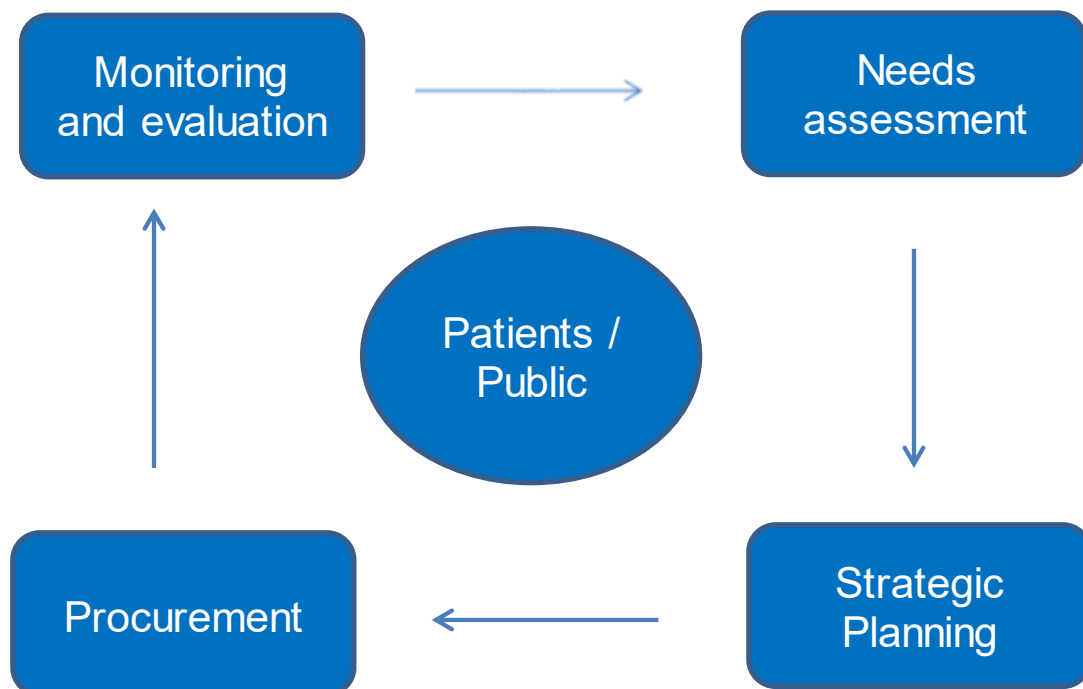 Monitoring
and evaluation
Needs
assessment
Patients /
Public
Procurement
Strategic
Planning